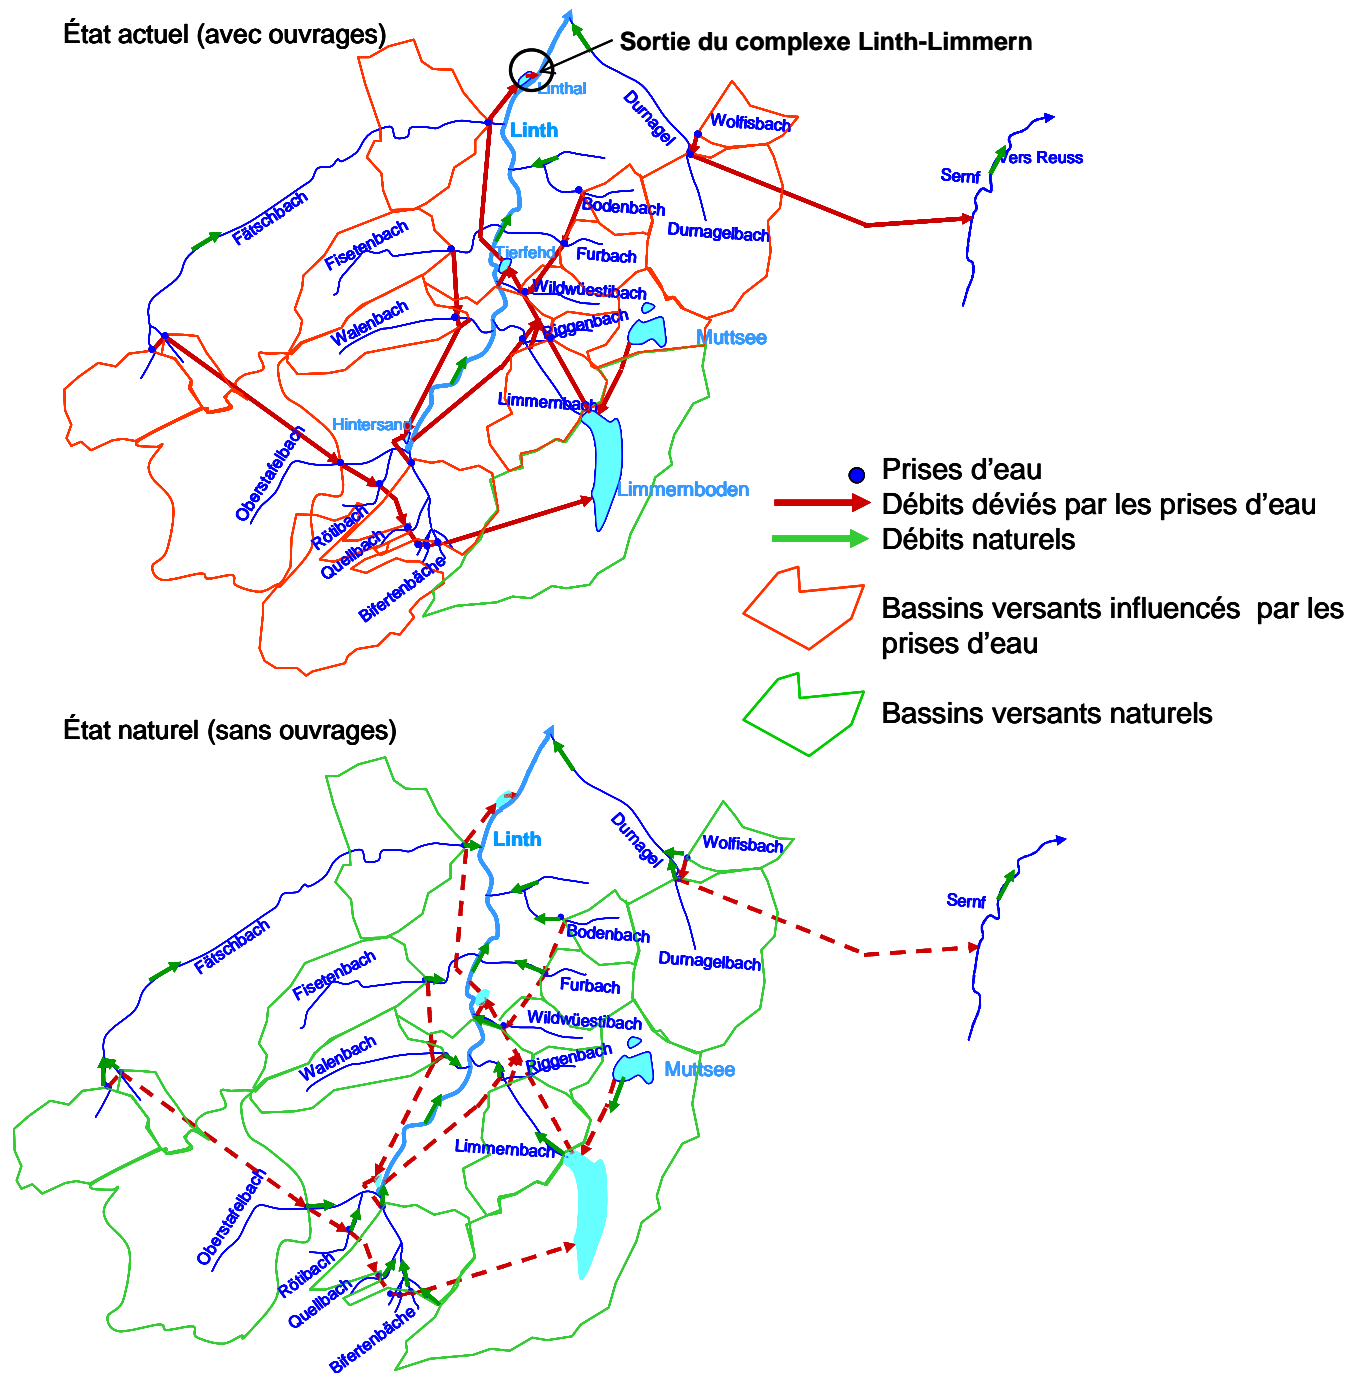 État actuel (avec ouvrages)
Sortie du complexe Linth-Limmern
Linthal
Linth
Durnagel
Wolfisbach
Vers Reuss
Sernf
Fätschbach
Bodenbach
Durnagelbach
Fisetenbach
Tierfehd
Furbach
Wildwüestibach
Walenbach
Riggenbach
Muttsee
Limmernbach
Hintersand
Oberstafelbach
Limmernboden
Rötibach
Quellbach
Bifertenbäche
Prises d'eau
Débits déviés par les prises d'eau
Débits naturels
Bassins versants influencés par les
prises d'eau
Bassins versants naturels
État naturel (sans ouvrages)
Linth
Durnagel
Wolfisbach
Sernf
Fätschbach
Bodenbach
Durnagelbach
Fisetenbach
Furbach
Wildwüestibach
Walenbach
Riggenbach
Muttsee
Limmernbach
Oberstafelbach
Rötibach
Quellbach
Bifertenbäche